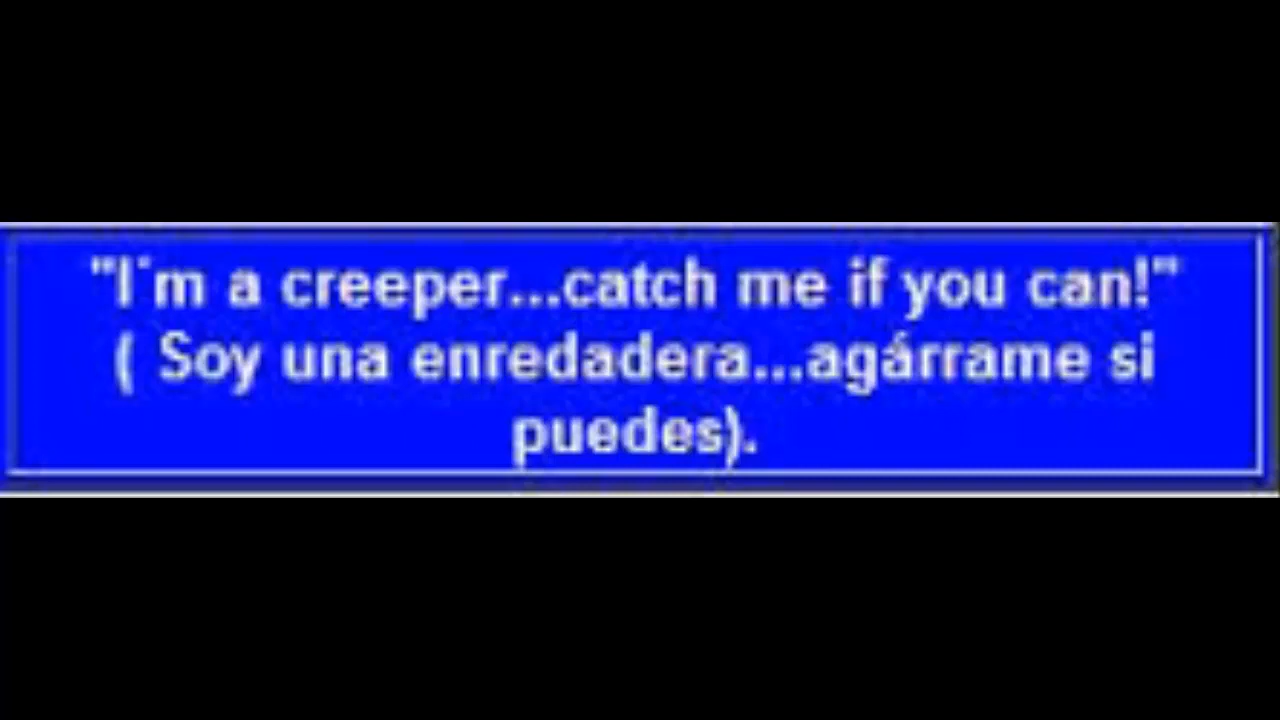 "I´m a creeper...catch me if you can!"
( Soy una enredadera...agárrame si
puedes).